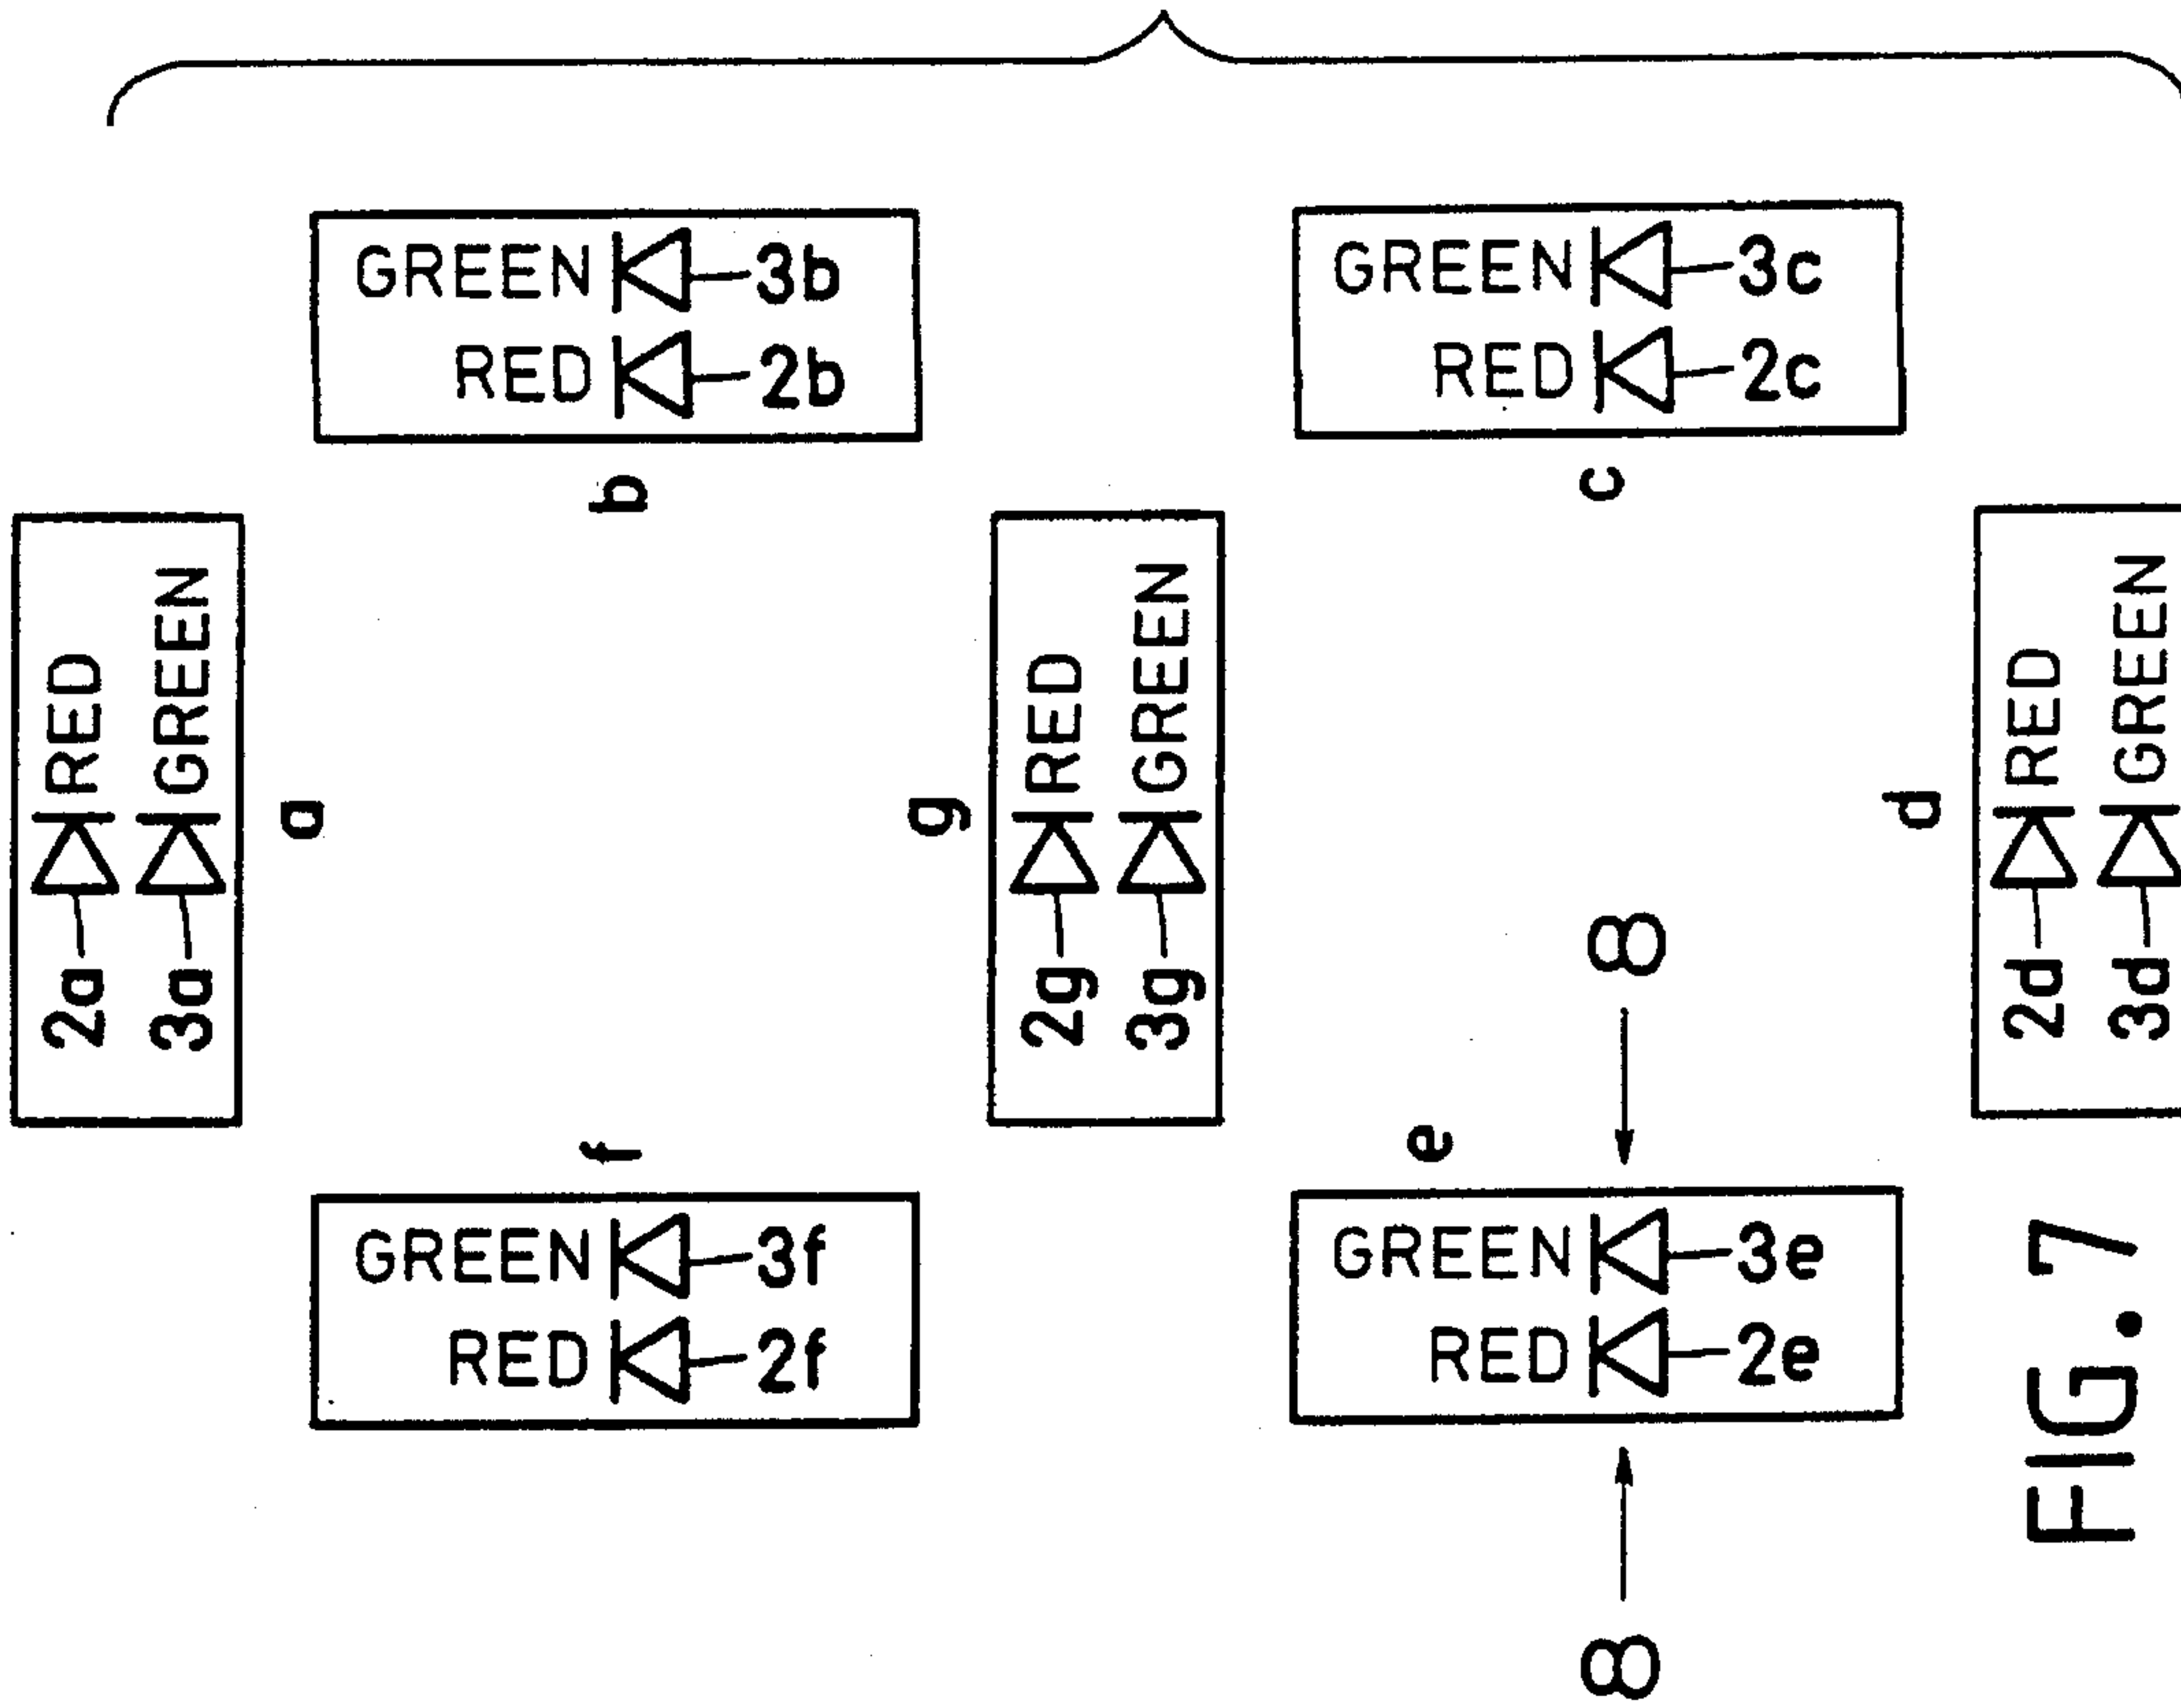 2a RED
3a GREEN
a
GREEN 3b
RED 2b
b
f
GREEN 3f
RED 2f
g
2g RED
3g GREEN
GREEN 3c
RED 2c
c
e
GREEN 3e
RED 2e
8
8
d
2d RED
3d GREEN
FIG. 7